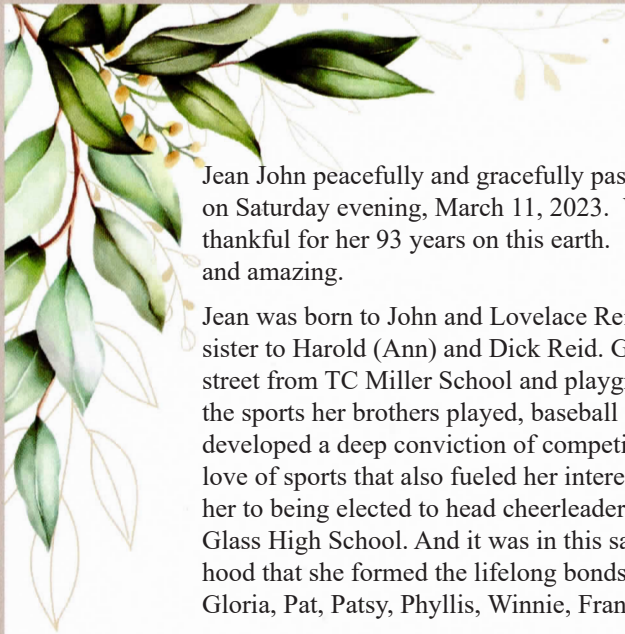 Jean John peacefully and gracefully pas
on Saturday evening, March 11, 2023.
thankful for her 93 years on this earth.
and amazing.
Jean was born to John and Lovelace Rei
sister to Harold (Ann) and Dick Reid. G
street from TC Miller School and playgr
the sports her brothers played, baseball
developed a deep conviction of competi
love of sports that also fueled her intere
her to being elected to head cheerleader
Glass High School. And it was in this sa
hood that she formed the lifelong bonds
Gloria, Pat, Patsy, Phyllis, Winnie, Fran